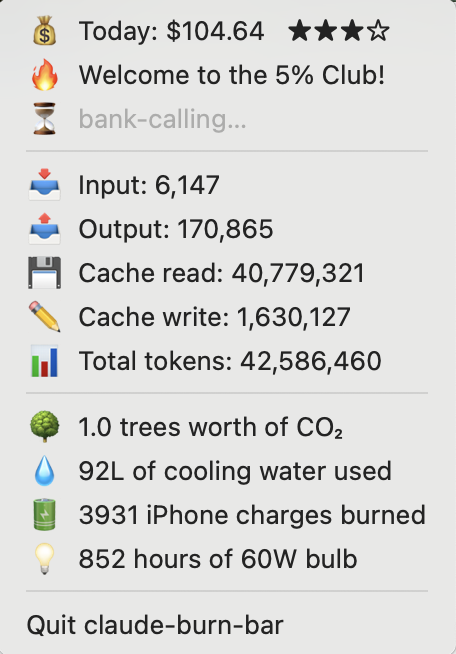 Today: $104.64 ★★★☆
Welcome to the 5% Club!
bank-calling...
Input: 6,147
Output: 170,865
Cache read: 40,779,321
Cache write: 1,630,127
Total tokens: 42,586,460
1.0 trees worth of CO₂
92L of cooling water used
3931 iPhone charges burned
852 hours of 60W bulb
Quit claude-burn-bar